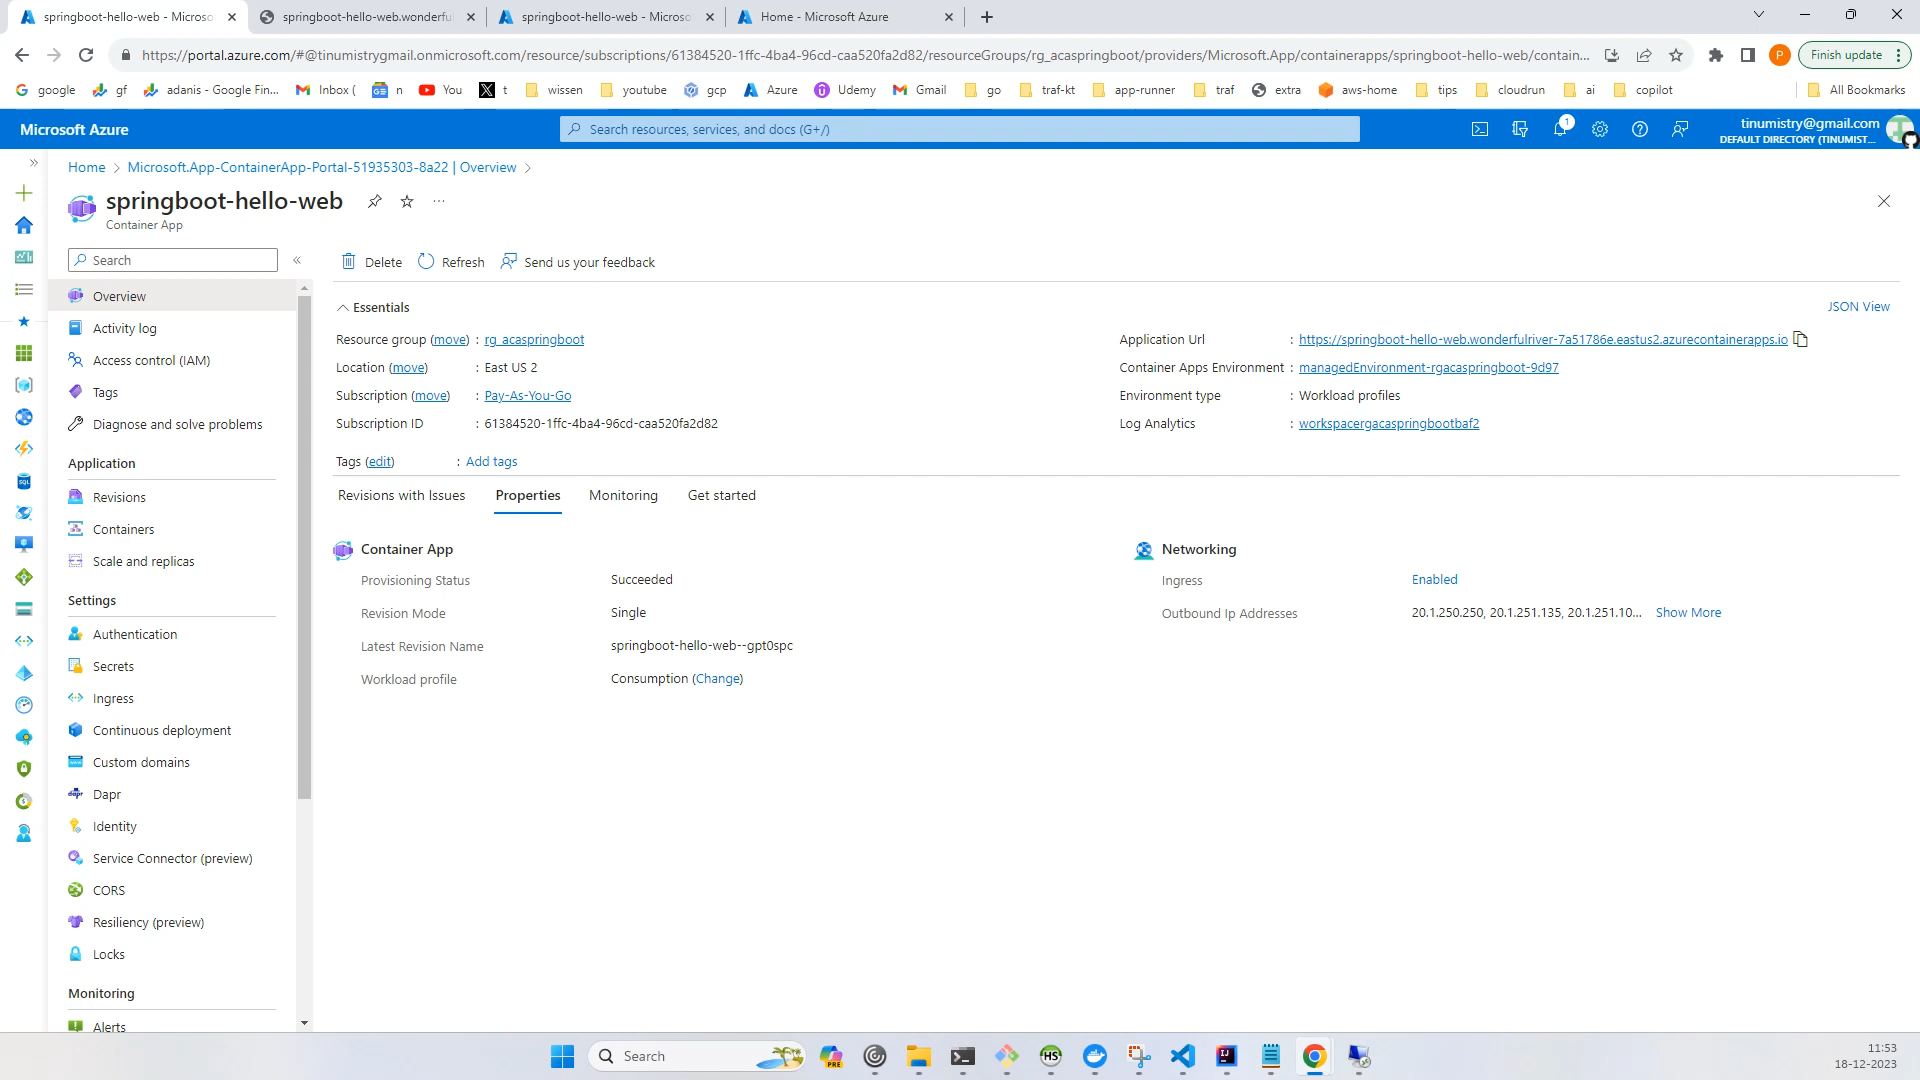 springboot-hello-web - Microso
springboot-hello-web.wonderful
springboot-hello-web - Microso
Home - Microsoft Azure
https://portal.azure.com/#@tinumistrygmail.onmicrosoft.com/resource/subscriptions/61384520-1ffc-4ba4-96cd-caa520fa2d82/resourceGroups/rg_acaspringboot/providers/Microsoft.App/containerapps/springboot-hello-web/contain...
P
Finish update
google
gf
adanis - Google Fin...
Inbox (
n
You
t
wissen
youtube
gcp
Azure
Udemy
Gmail
go
traf-kt
app-runner
traf
extra
aws-home
tips
cloudrun
ai
copilot
All Bookmarks
Microsoft Azure
Search resources, services, and docs (G+/)
1
tinumistry@gmail.com
DEFAULT DIRECTORY (TINUMIST...
Home > Microsoft.App-ContainerApp-Portal-51935303-8a22 | Overview >
springboot-hello-web
Container App
Search
Delete
Refresh
Send us your feedback
Overview
Activity log
Access control (IAM)
Tags
Diagnose and solve problems
Application
Revisions
Containers
Scale and replicas
Settings
Authentication
Secrets
Ingress
Continuous deployment
Custom domains
Dapr
Identity
Service Connector (preview)
CORS
Resiliency (preview)
Locks
Monitoring
Alerts
Essentials
JSON View
Resource group (move) : rg_acaspringboot
Location (move) : East US 2
Subscription (move) : Pay-As-You-Go
Subscription ID : 61384520-1ffc-4ba4-96cd-caa520fa2d82
Tags (edit) : Add tags
Application Url : https://springboot-hello-web.wonderfulriver-7a51786e.eastus2.azurecontainerapps.io
Container Apps Environment : managedEnvironment-rgacaspringboot-9d97
Environment type : Workload profiles
Log Analytics : workspacergacaspringbootbaf2
Revisions with Issues
Properties
Monitoring
Get started
Container App
Provisioning Status Succeeded
Revision Mode Single
Latest Revision Name springboot-hello-web--gpt0spc
Workload profile Consumption (Change)
Networking
Ingress Enabled
Outbound Ip Addresses 20.1.250.250, 20.1.251.135, 20.1.251.10... Show More
Search
PRE
11:53
18-12-2023